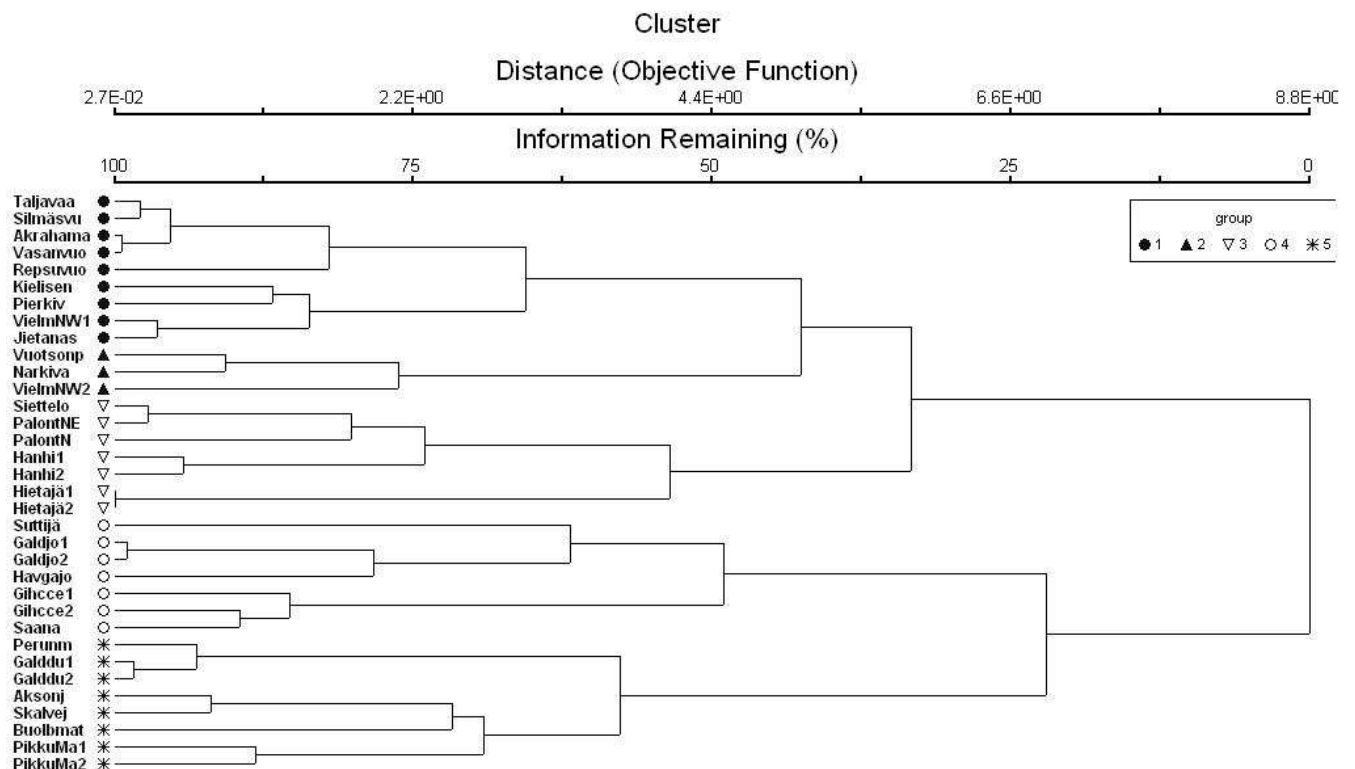 Cluster
Distance (Objective Function)
2.7E-02 2.2E+00 4.4E+00 6.6E+00 8.8E+00
Information Remaining (%)
100 75 50 25 0
Taljavaa
Silmäsvu
Akrahama
Vasanvuo
Repsuvuo
Kielisen
Pierkiv
VielmNW1
Jietanas
Vuotsonp
Narkiva
VielmNW2
Siettelo
PalontNE
PalontN
Hanhi1
Hanhi2
Hietajä1
Hietajä2
Suttijä
Galdjo1
Galdjo2
Havgajo
Gihcce1
Gihcce2
Saana
Perunm
Galddu1
Galddu2
Aksonj
Skalvej
Buolbmat
PikkuMa1
PikkuMa2
group
1 2 3 4 5